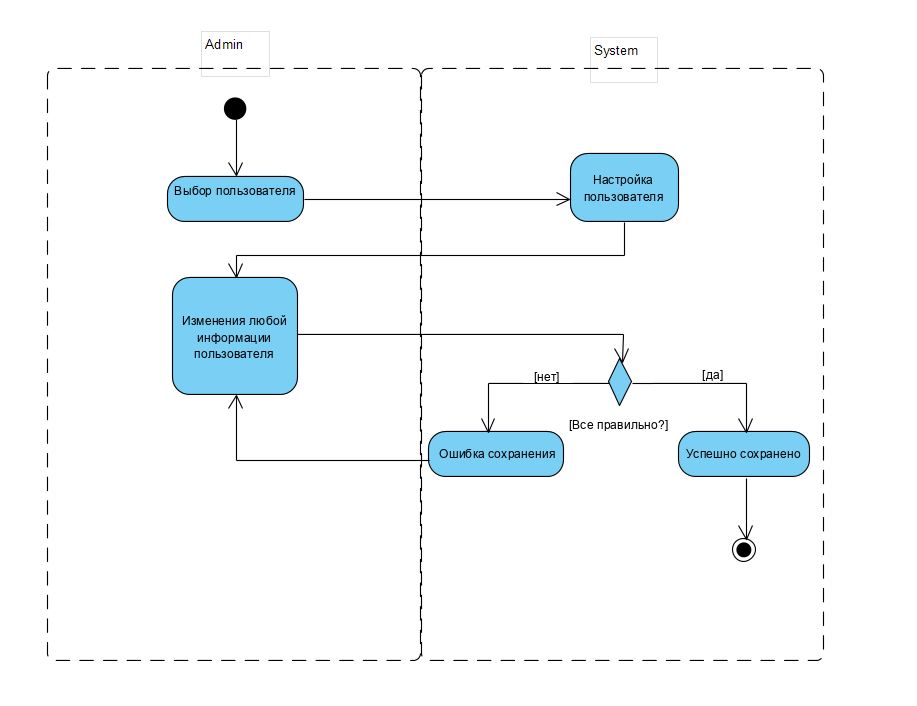 Admin
System
Выбор пользователя
Настройка
пользователя
Изменения любой
информации
пользователя
[нет]
[да]
[Все правильно?]
Ошибка сохранения
Успешно сохранено